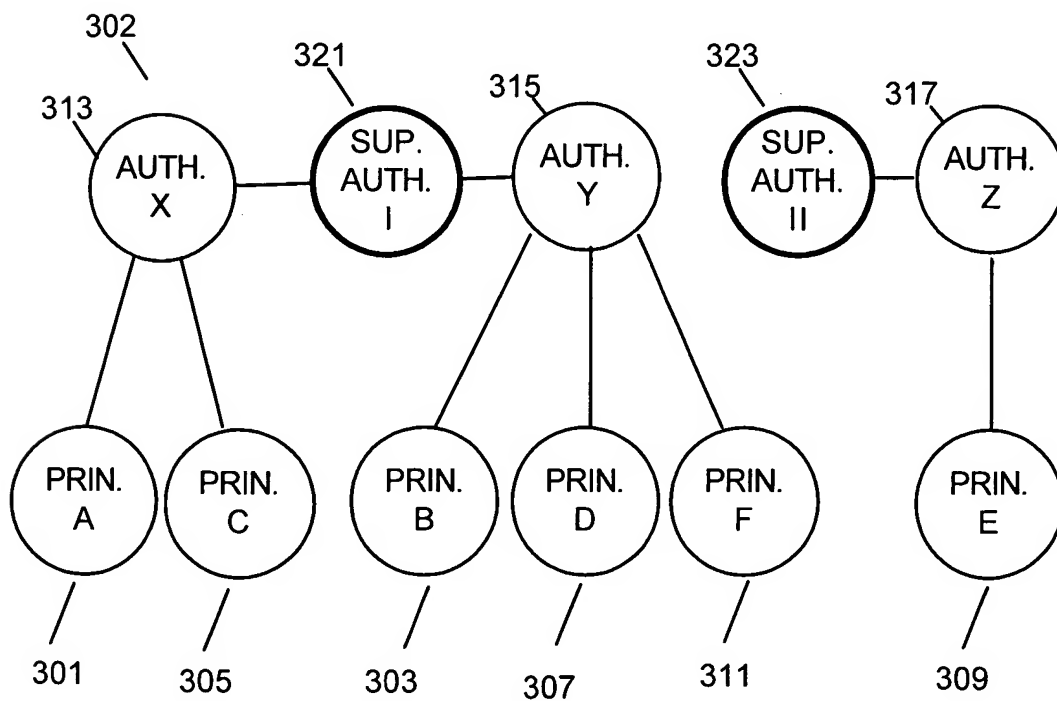 302
321
323
313
315
317
AUTH.
X
SUP.
AUTH.
I
AUTH.
Y
SUP.
AUTH.
II
AUTH.
Z
PRIN.
A
PRIN.
C
PRIN.
B
PRIN.
D
PRIN.
F
PRIN.
E
301
305
303
307
311
309